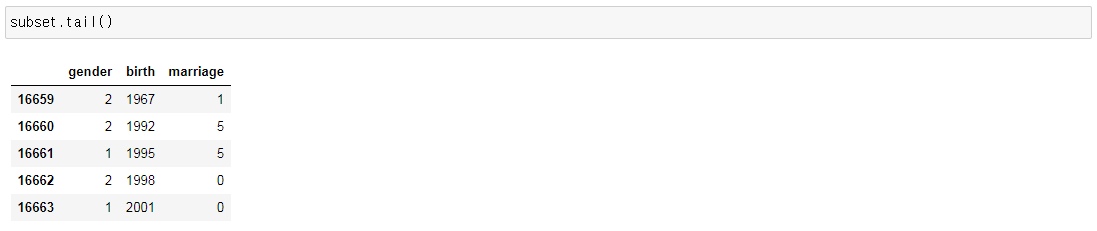 subset.tail()
gender birth marriage
16659 2 1967 1
16660 2 1992 5
16661 1 1995 5
16662 2 1998 0
16663 1 2001 0